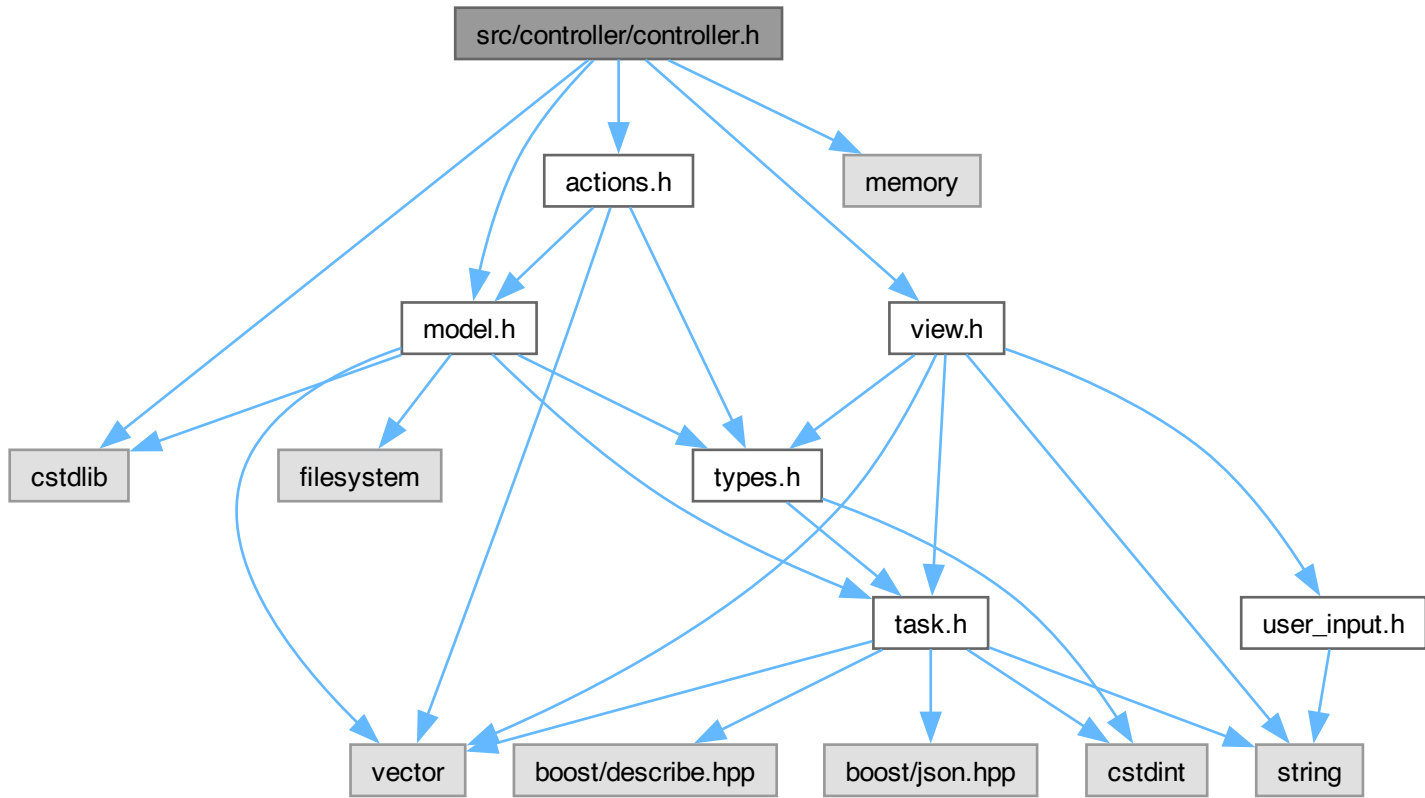 src/controller/controller.h
actions.h
memory
model.h
view.h
cstdlib
filesystem
types.h
task.h
user_input.h
vector
boost/describe.hpp
boost/json.hpp
cstdint
string